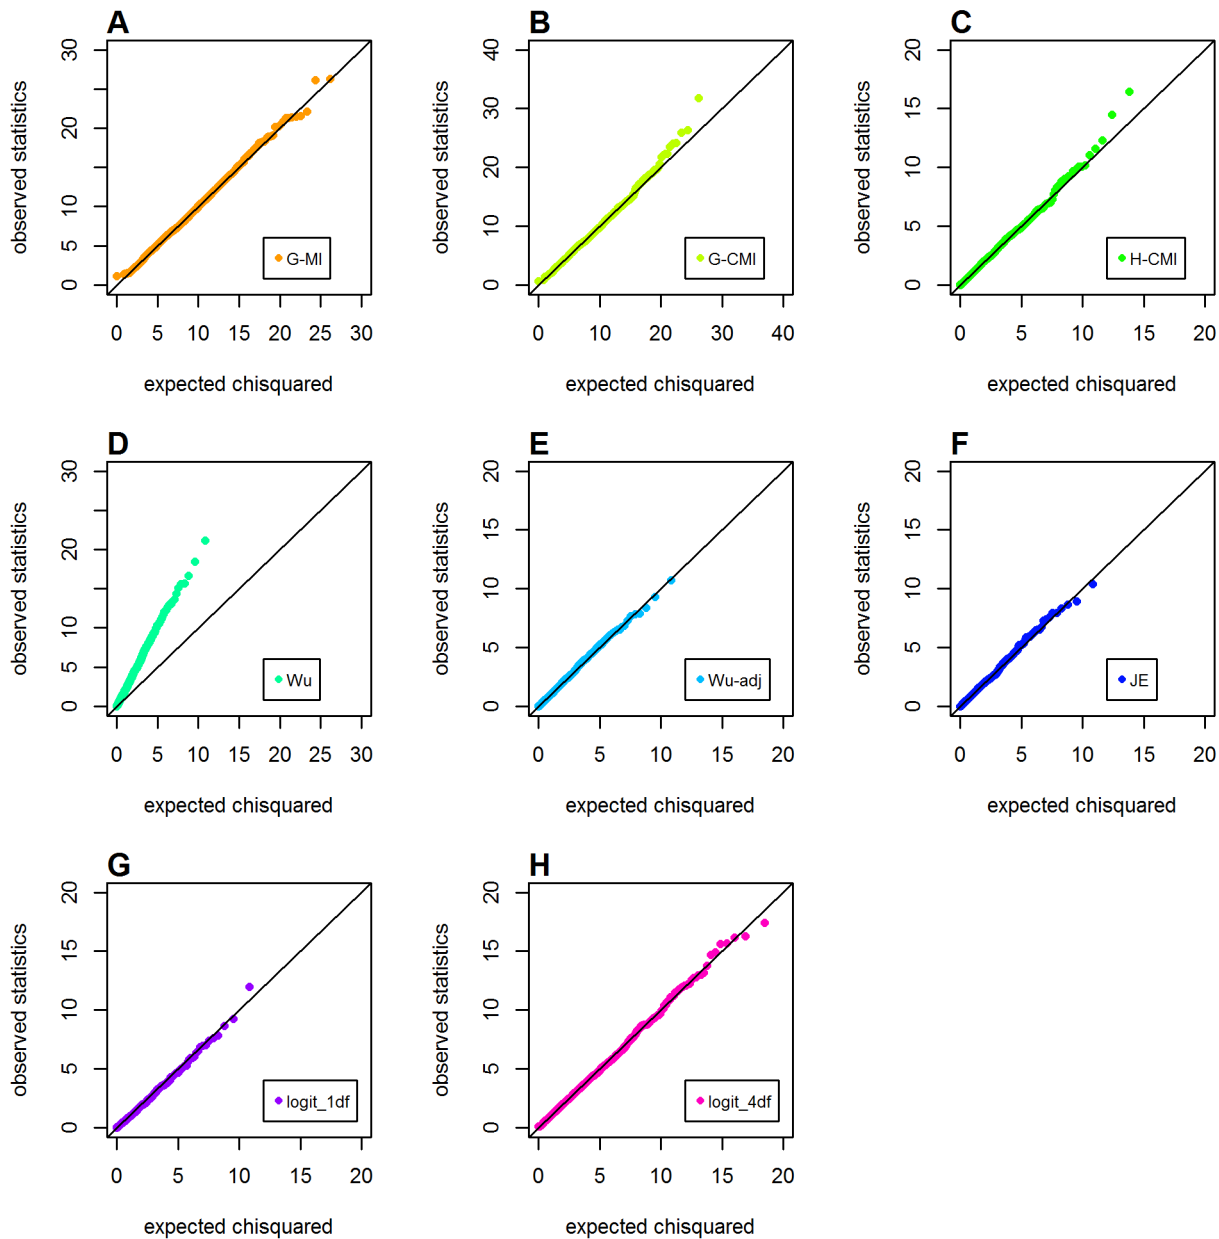 A
B
C
observed statistics
0 5 10 20 30
0 5 10 15 20 25 30
G-MI
expected chisquared
observed statistics
0 10 20 30 40
0 10 20 30 40
G-CMI
expected chisquared
observed statistics
0 5 10 15 20
0 5 10 15 20
H-CMI
expected chisquared
D
E
F
observed statistics
0 5 10 20 30
0 5 10 15 20 25 30
Wu
expected chisquared
observed statistics
0 5 10 15 20
0 5 10 15 20
Wu-adj
expected chisquared
observed statistics
0 5 10 15 20
0 5 10 15 20
JE
expected chisquared
G
H
observed statistics
0 5 10 15 20
0 5 10 15 20
logit_1df
expected chisquared
observed statistics
0 5 10 15 20
0 5 10 15 20
logit_4df
expected chisquared